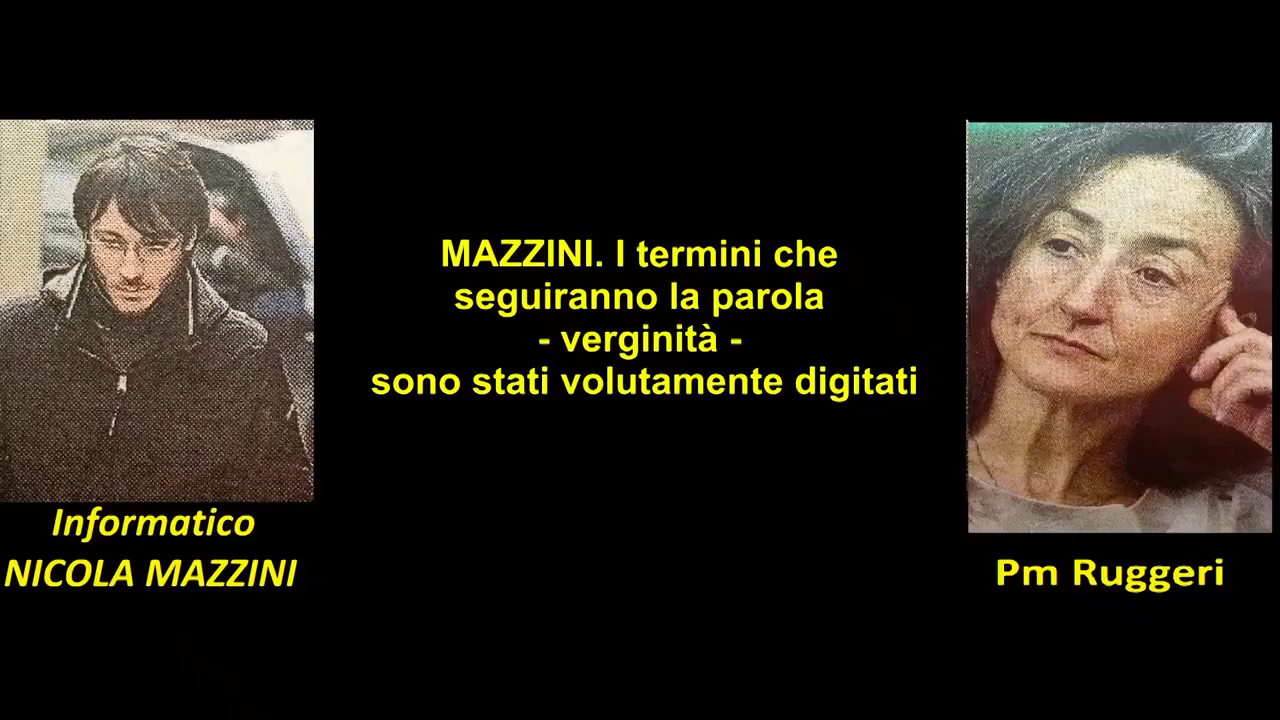 MAZZINI. I termini che
seguiranno la parola
- verginità -
sono stati volutamente digitati
Informatico
NICOLA MAZZINI
Pm Ruggeri